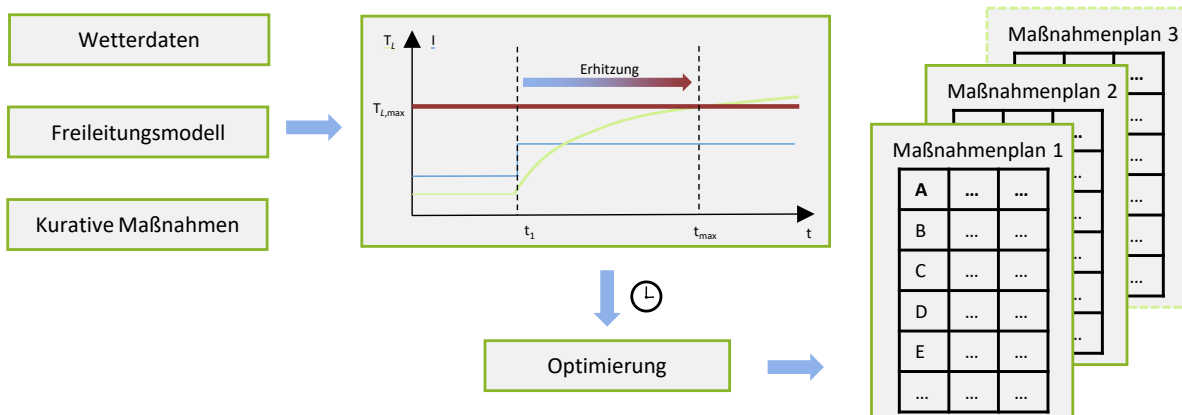 Wetterdaten
Freileitungsmodell
Kurative Maßnahmen
T_L I
Erhitzung
T_L,max
t_1 t_max t
Optimierung
Maßnahmenplan 3
...
...
Maßnahmenplan 2
Maßnahmenplan 1
A ... ...
B ... ...
C ... ...
D ... ...
E ... ...
... ... ...